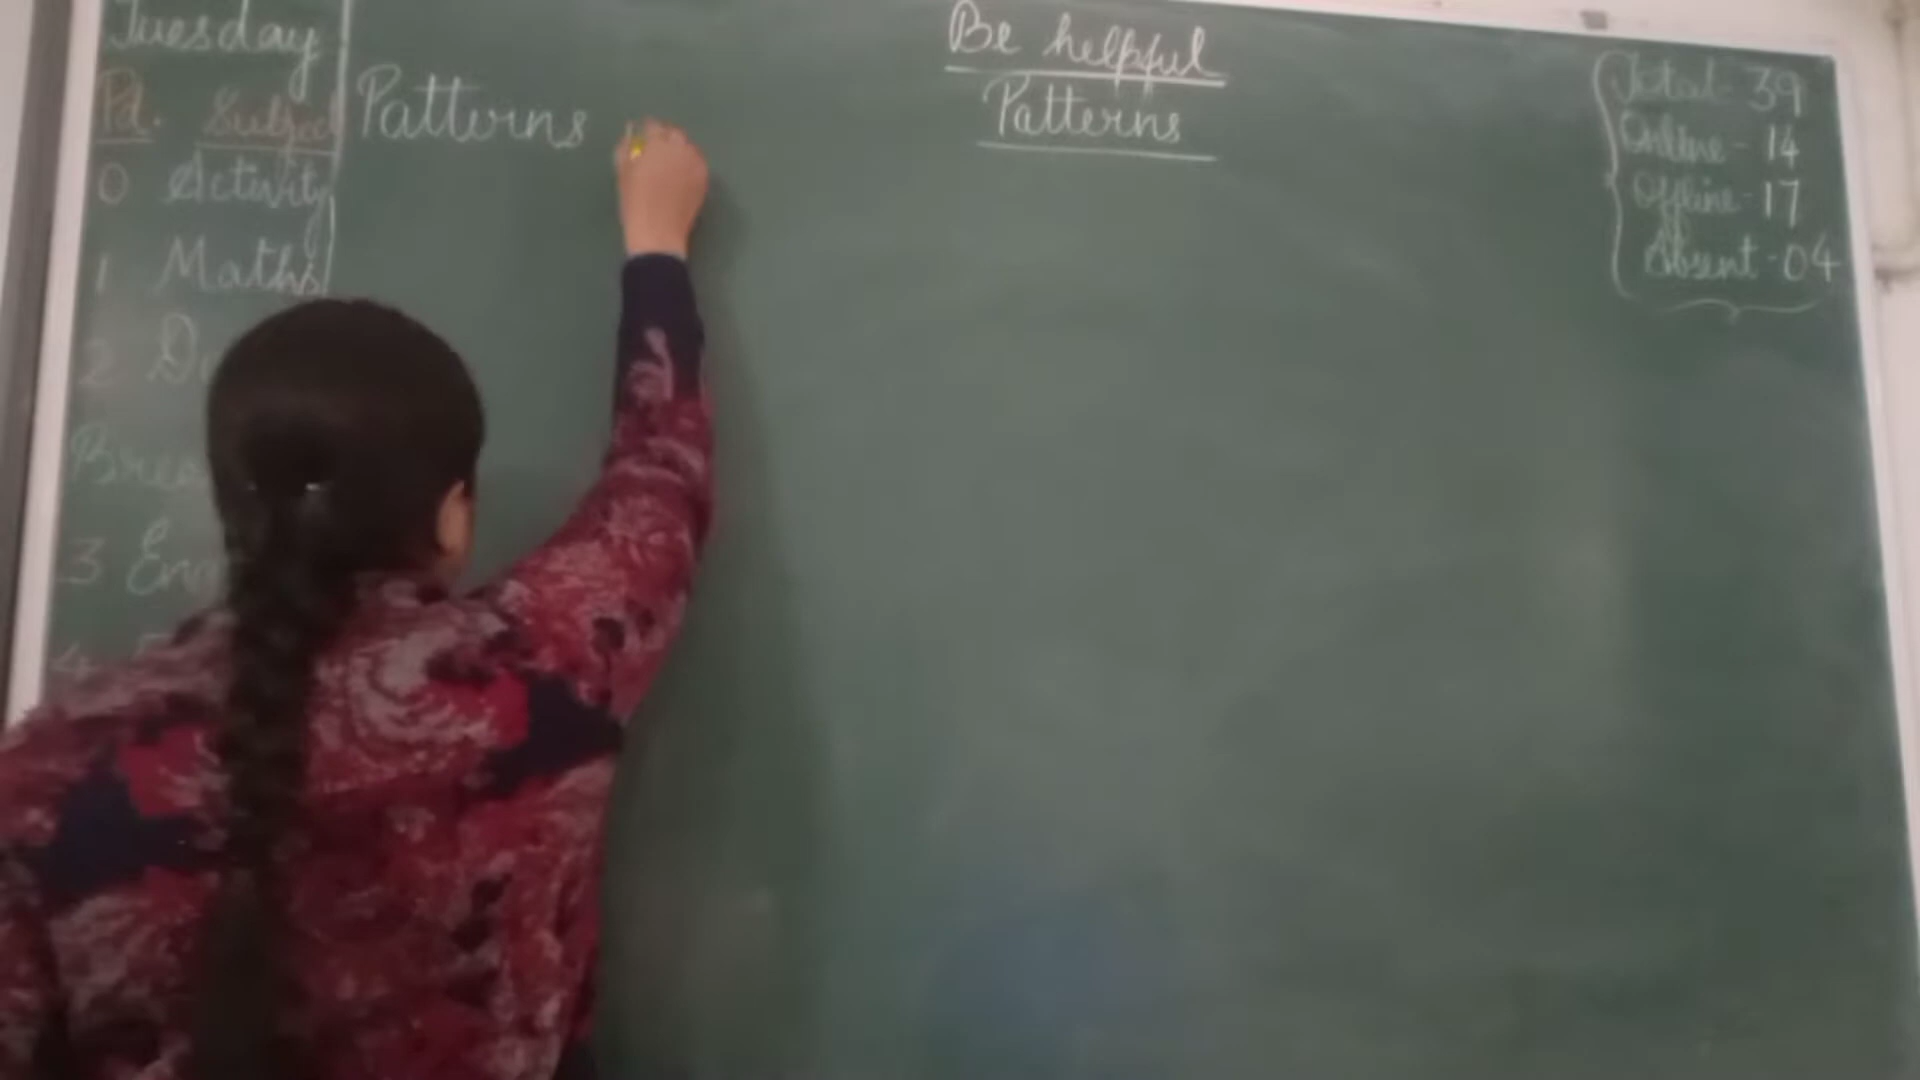 Tuesday
Pd. Subject
0 Activity
1 Maths
2
3
4
Patterns
Be helpful
Patterns
Total- 39
Online- 14
Offline- 17
Absent-04